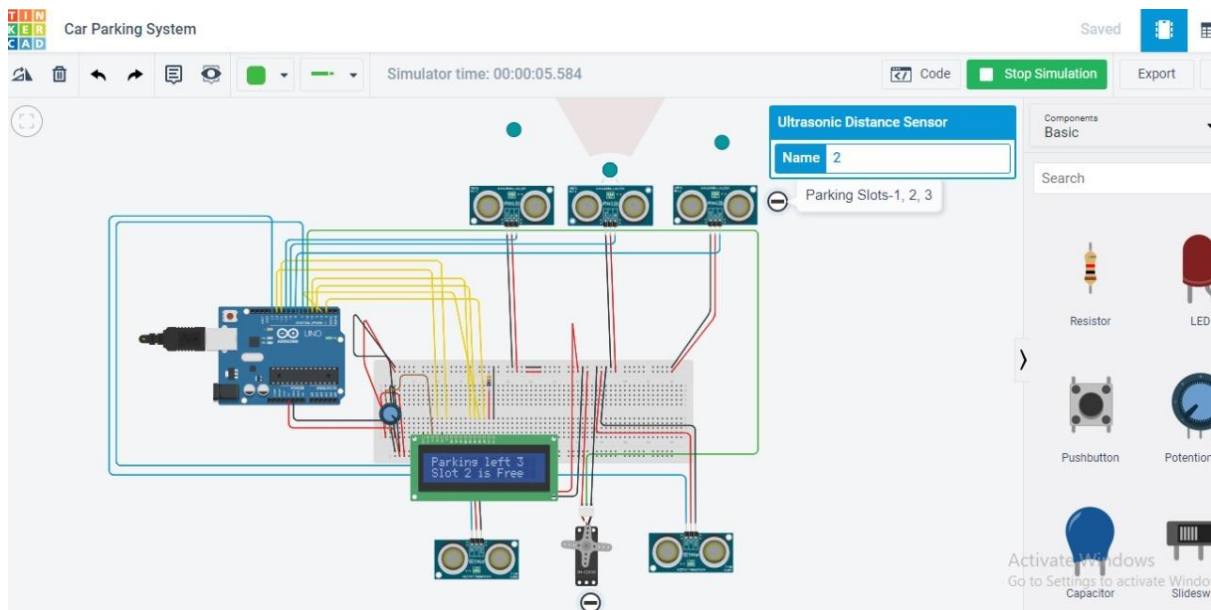 TIN
KER
CAD
Car Parking System
Saved
Simulator time: 00:00:05.584
Code
Stop Simulation
Export
Ultrasonic Distance Sensor
Name 2
Parking Slots-1, 2, 3
Components
Basic
Search
UNO
Parking left 3
Slot 2 is Free
Resistor
LED
Pushbutton
Potention
Capacitor
Slidesw
Activate Windows
Go to Settings to activate Windo